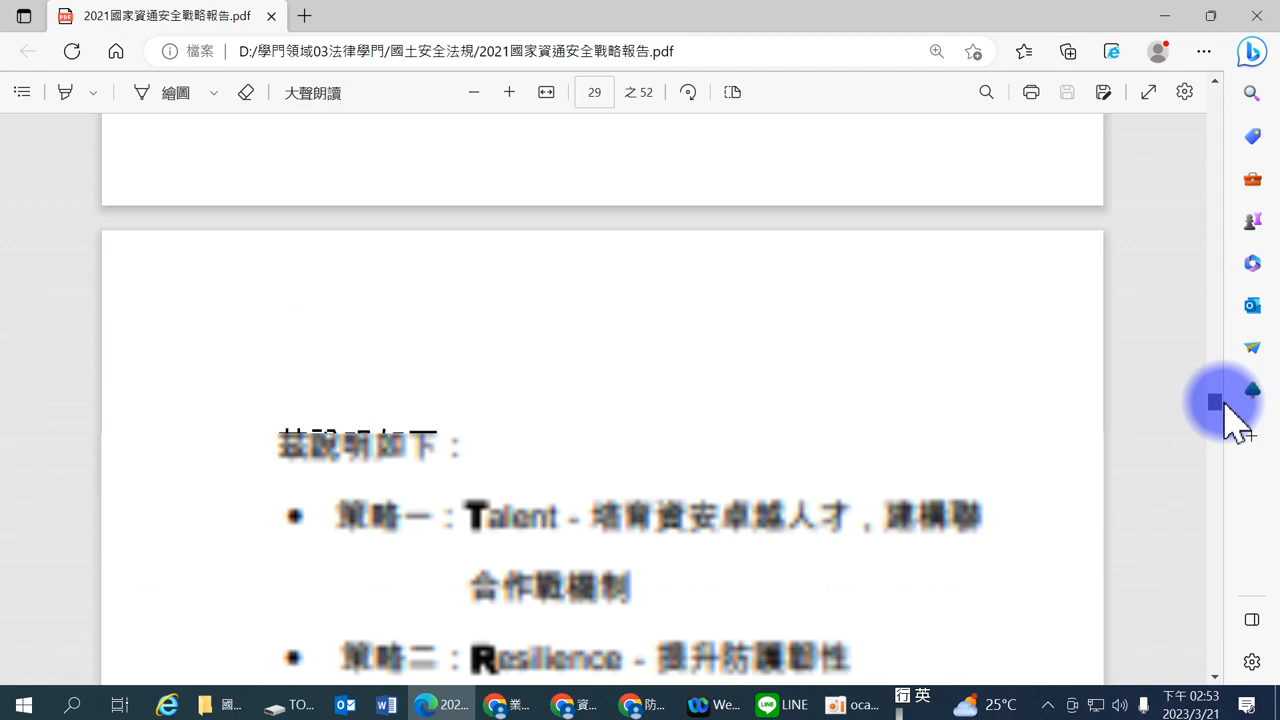 2021國家資通安全戰略報告.pdf
檔案
D:/學門領域03法律學門/國土安全法規/2021國家資通安全戰略報告.pdf
繪圖
大聲朗讀
29 之 52
茲說明如下：
• 策略一：Talent - 培育資安卓越人才，建構聯
合作戰機制
• 策略二：Resilience - 提升防護韌性
國...
TO...
202...
業...
資...
防...
We...
LINE
oca...
行 英
25°C
下午 02:53
2023/3/21